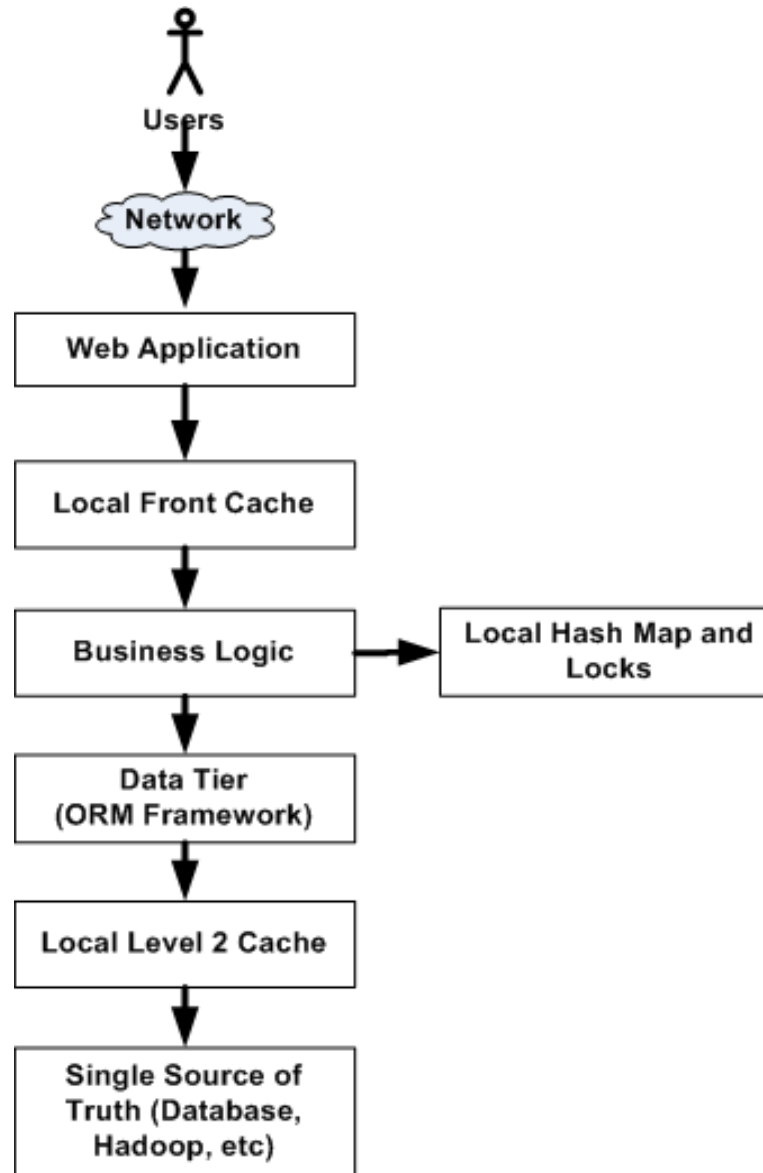 Users
Network
Web Application
Local Front Cache
Business Logic
Local Hash Map and
Locks
Data Tier
(ORM Framework)
Local Level 2 Cache
Single Source of
Truth (Database,
Hadoop, etc)